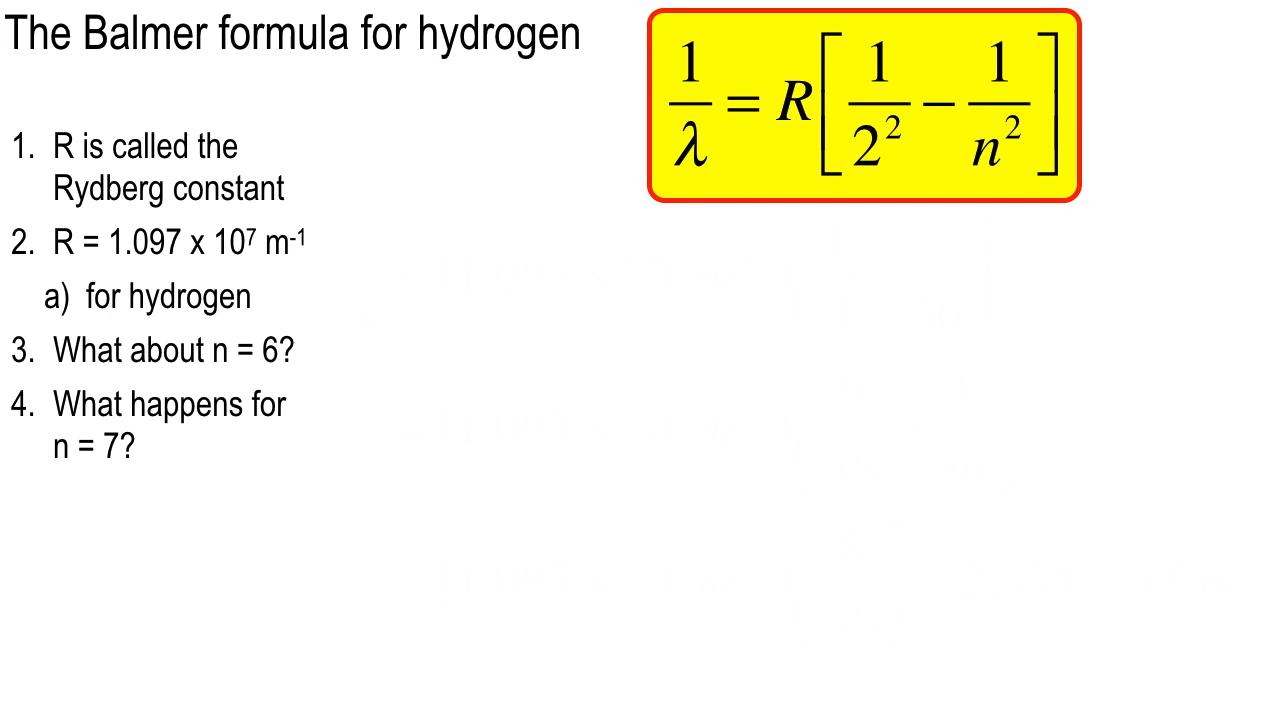 The Balmer formula for hydrogen
1/λ = R[1/2² − 1/n²]
1. R is called the
Rydberg constant
2. R = 1.097 x 10⁷ m⁻¹
a) for hydrogen
3. What about n = 6?
4. What happens for
n = 7?